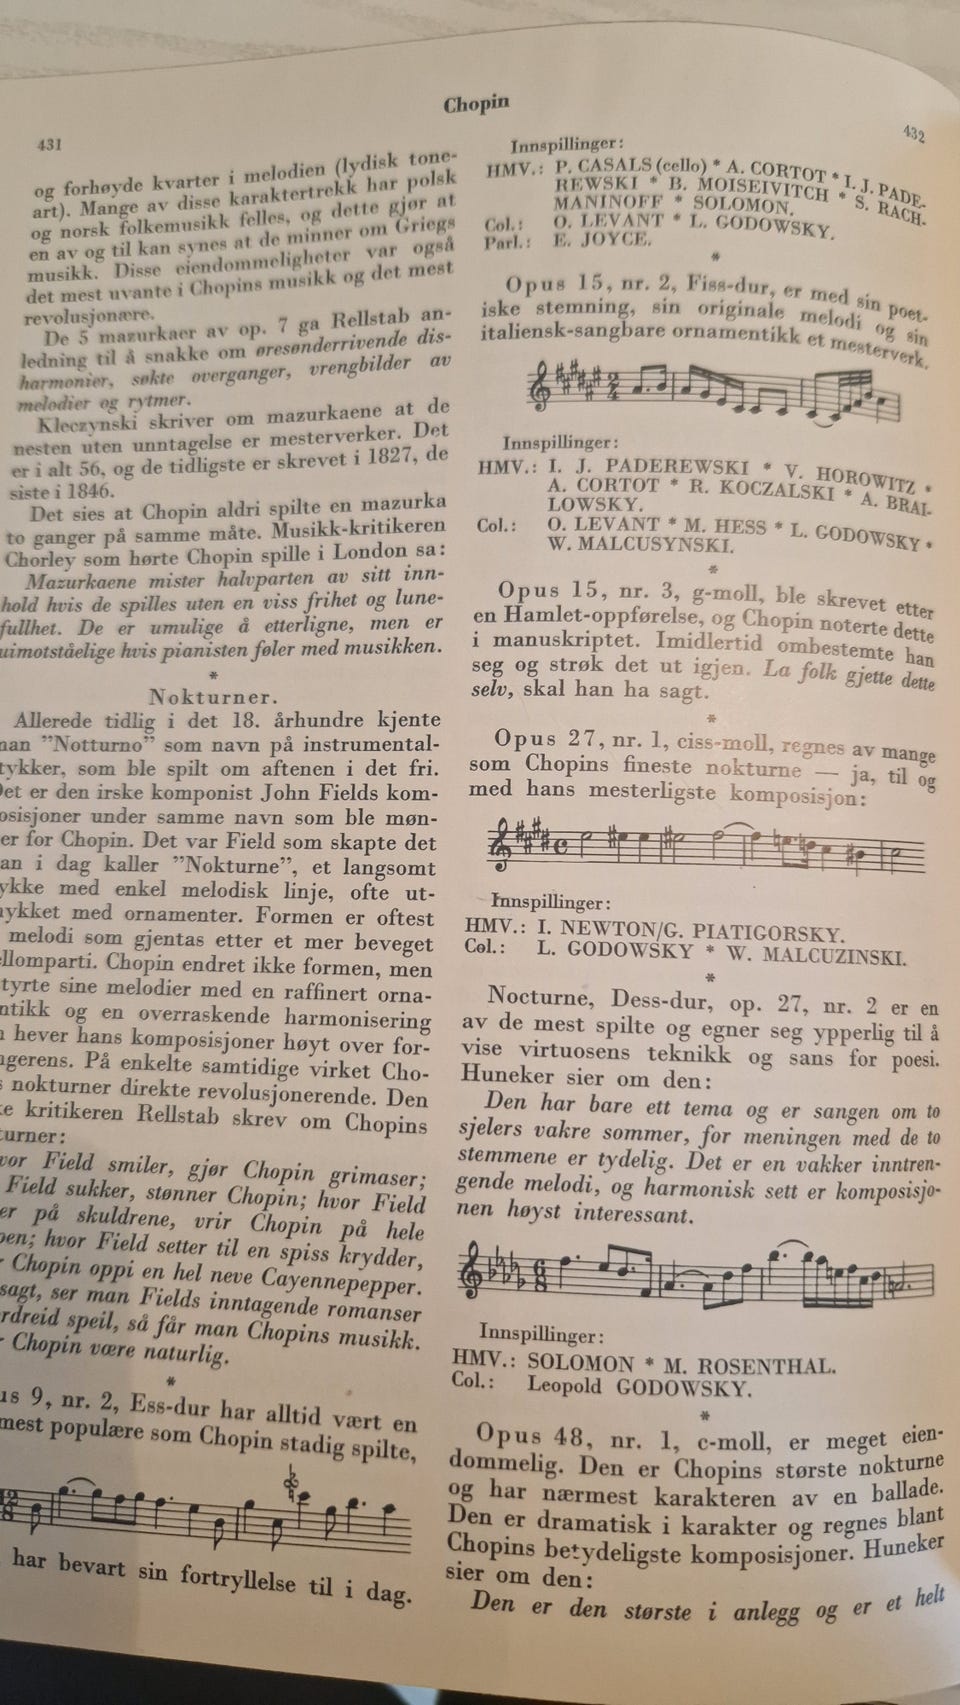 Chopin
431
og forhøyde kvarter i melodien (lydisk tone-
art). Mange av disse karaktertrekk har polsk
og norsk folkemusikk felles, og dette gjør at
en av og til kan synes at de minner om Griegs
musikk. Disse eiendommeligheter var også
det mest uvante i Chopins musikk og det mest
revolusjonære.
De 5 mazurkaer av op. 7 ga Rellstab an-
ledning til å snakke om øresønderrivende dis-
harmonier, søkte overganger, vrengbilder av
melodier og rytmer.
Kleczynski skriver om mazurkaene at de
nesten uten unntagelse er mesterverker. Det
er i alt 56, og de tidligste er skrevet i 1827, de
siste i 1846.
Det sies at Chopin aldri spilte en mazurka
to ganger på samme måte. Musikk-kritikeren
Chorley som hørte Chopin spille i London sa:
Mazurkaene mister halvparten av sitt inn-
hold hvis de spilles uten en viss frihet og lune-
fullhet. De er umulige å etterligne, men er
uimotståelige hvis pianisten føler med musikken.
*
Nokturner.
Allerede tidlig i det 18. århundre kjente
man "Notturno" som navn på instrumental-
tykker, som ble spilt om aftenen i det fri.
Det er den irske komponist John Fields kom-
osisjoner under samme navn som ble møn-
er for Chopin. Det var Field som skapte det
an i dag kaller "Nokturne", et langsomt
ykke med enkel melodisk linje, ofte ut-
nykket med ornamenter. Formen er oftest
melodi som gjentas etter et mer beveget
ellomparti. Chopin endret ikke formen, men
tyrte sine melodier med en raffinert orna-
ntikk og en overraskende harmonisering
hever hans komposisjoner høyt over for-
ngerens. På enkelte samtidige virket Cho-
s nokturner direkte revolusjonerende. Den
ke kritikeren Rellstab skrev om Chopins
turner:
vor Field smiler, gjør Chopin grimaser;
Field sukker, stønner Chopin; hvor Field
er på skuldrene, vrir Chopin på hele
pen; hvor Field setter til en spiss krydder,
Chopin oppi en hel neve Cayennepepper.
sagt, ser man Fields inntagende romanser
rdreid speil, så får man Chopins musikk.
Chopin være naturlig.
*
us 9, nr. 2, Ess-dur har alltid vært en
mest populære som Chopin stadig spilte,
har bevart sin fortryllelse til i dag.
432
Innspillinger:
HMV.: P. CASALS (cello) * A. CORTOT * I. J. PADE-
REWSKI * B. MOISEIVITCH * S. RACH-
MANINOFF * SOLOMON.
Col.: O. LEVANT * L. GODOWSKY.
Parl.: E. JOYCE.
*
Opus 15, nr. 2, Fiss-dur, er med sin poet-
iske stemning, sin originale melodi og sin
italiensk-sangbare ornamentikk et mesterverk.
Innspillinger:
HMV.: I. J. PADEREWSKI * V. HOROWITZ *
A. CORTOT * R. KOCZALSKI * A. BRAI-
LOWSKY.
Col.: O. LEVANT * M. HESS * L. GODOWSKY *
W. MALCUSYNSKI.
*
Opus 15, nr. 3, g-moll, ble skrevet etter
en Hamlet-oppførelse, og Chopin noterte dette
i manuskriptet. Imidlertid ombestemte han
seg og strøk det ut igjen. La folk gjette dette
selv, skal han ha sagt.
*
Opus 27, nr. 1, ciss-moll, regnes av mange
som Chopins fineste nokturne — ja, til og
med hans mesterligste komposisjon:
Innspillinger:
HMV.: I. NEWTON/G. PIATIGORSKY.
Col.: L. GODOWSKY * W. MALCUZINSKI.
*
Nocturne, Dess-dur, op. 27, nr. 2 er en
av de mest spilte og egner seg ypperlig til å
vise virtuosens teknikk og sans for poesi.
Huneker sier om den:
Den har bare ett tema og er sangen om to
sjelers vakre sommer, for meningen med de to
stemmene er tydelig. Det er en vakker inntren-
gende melodi, og harmonisk sett er komposisjo-
nen høyst interessant.
Innspillinger:
HMV.: SOLOMON * M. ROSENTHAL.
Col.: Leopold GODOWSKY.
*
Opus 48, nr. 1, c-moll, er meget eien-
dommelig. Den er Chopins største nokturne
og har nærmest karakteren av en ballade.
Den er dramatisk i karakter og regnes blant
Chopins betydeligste komposisjoner. Huneker
sier om den:
Den er den største i anlegg og er et helt